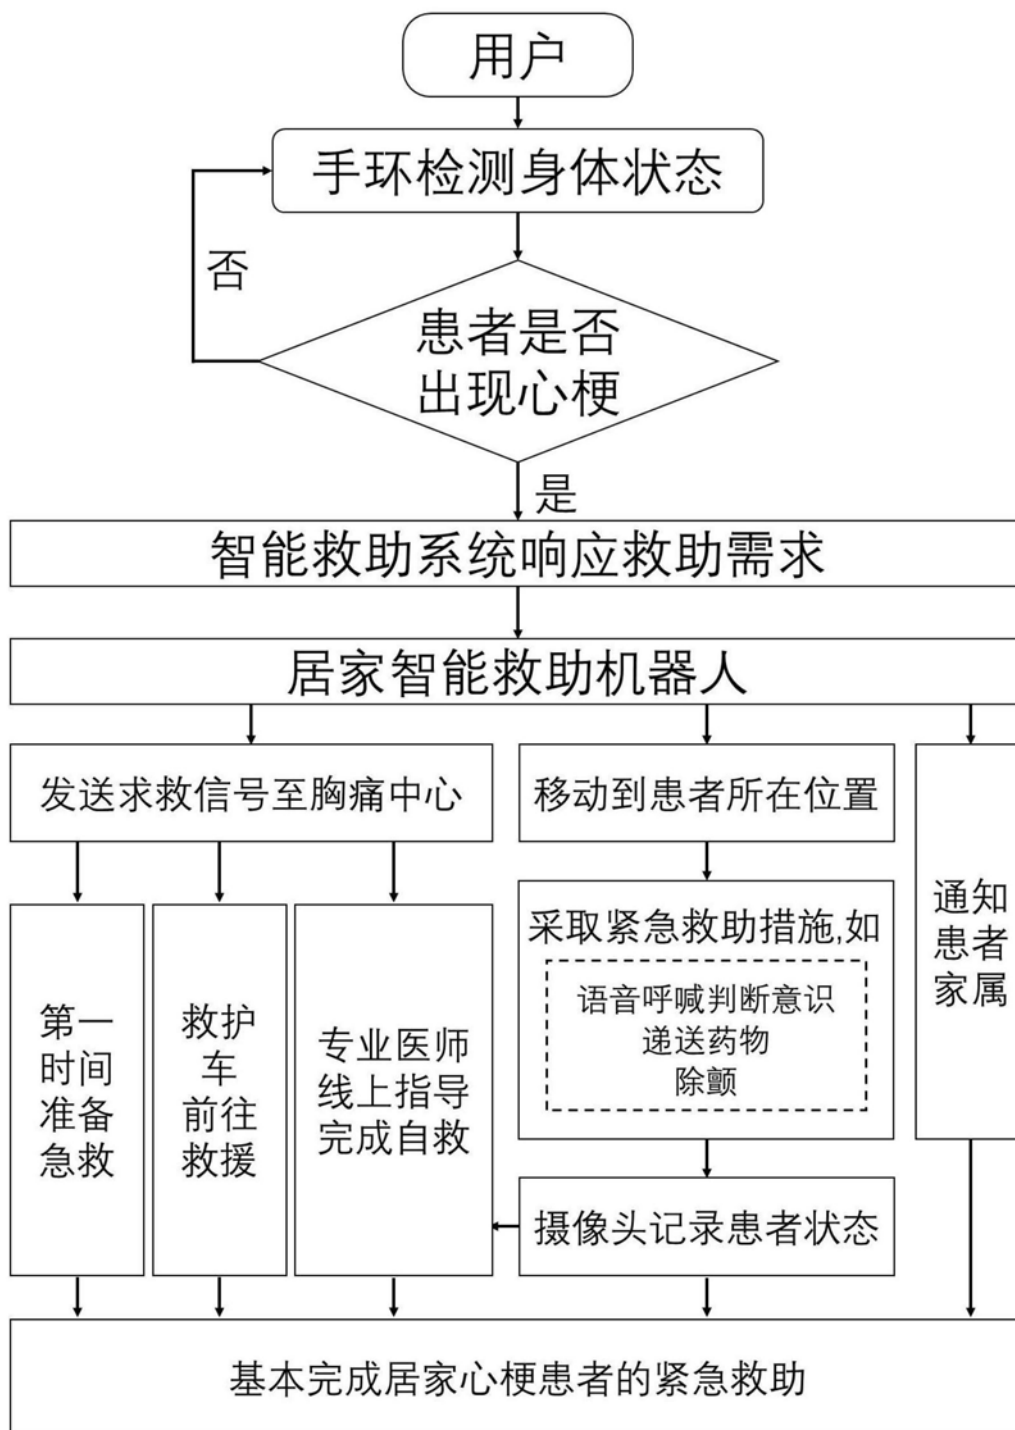 用户
手环检测身体状态
否
患者是否
出现心梗
是
智能救助系统响应救助需求
居家智能救助机器人
发送求救信号至胸痛中心
移动到患者所在位置
通知
患者
家属
第一
时间
准备
急救
救护
车
前往
救援
专业医师
线上指导
完成自救
采取紧急救助措施,如
语音呼喊判断意识
递送药物
除颤
摄像头记录患者状态
基本完成居家心梗患者的紧急救助